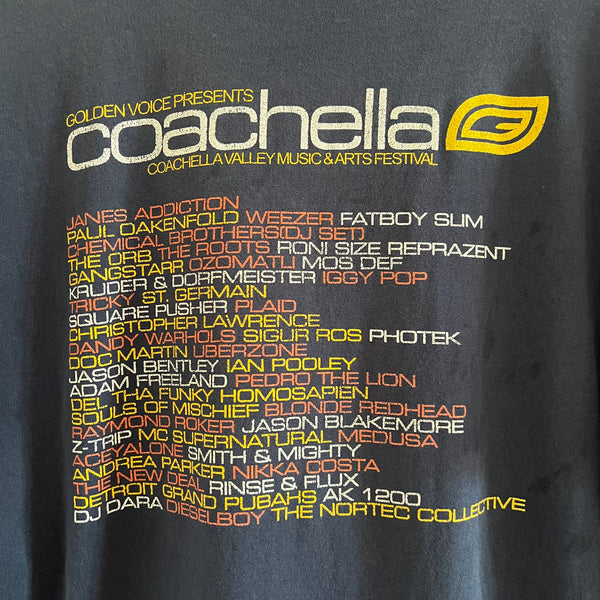 GOLDEN VOICE PRESENTS
coachella
COACHELLA VALLEY MUSIC & ARTS FESTIVAL
JANES ADDICTION
PAUL OAKENFOLD WEEZER FATBOY SLIM
CHEMICAL BROTHERS(DJ SET)
THE ORB THE ROOTS RONI SIZE REPRAZENT
GANGSTARR OZOMATLI MOS DEF
KRUDER & DORFMEISTER IGGY POP
TRICKY ST. GERMAIN
SQUARE PUSHER PLAID
CHRISTOPHER LAWRENCE
DANDY WARHOLS SIGUR ROS PHOTEK
DOC MARTIN UBERZONE
JASON BENTLEY IAN POOLEY
ADAM FREELAND PEDRO THE LION
DEL THA FUNKY HOMOSAPIEN
SOULS OF MISCHIEF BLONDE REDHEAD
RAYMOND ROKER JASON BLAKEMORE
Z-TRIP MC SUPERNATURAL MEDUSA
ACEYALONE SMITH & MIGHTY
ANDREA PARKER NIKKA COSTA
THE NEW DEAL RINSE & FLUX
DETROIT GRAND PUBAHS AK 1200
DJ DARA DIESELBOY THE NORTEC COLLECTIVE